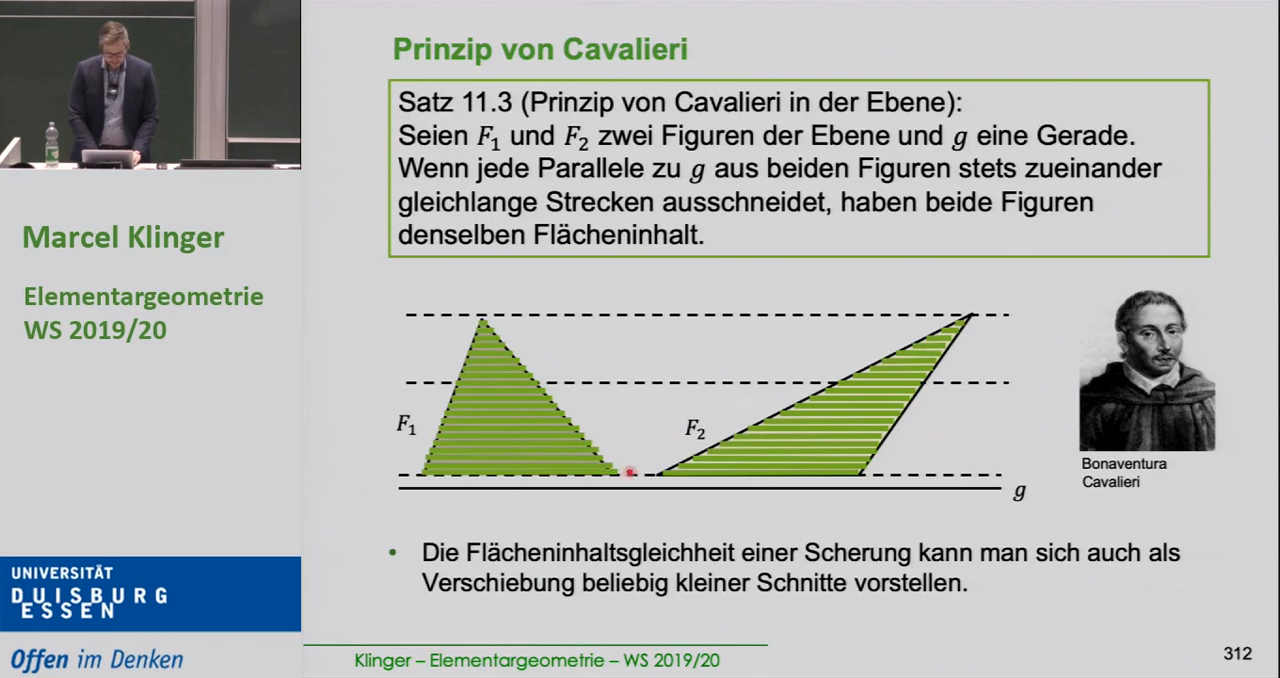 Prinzip von Cavalieri
Satz 11.3 (Prinzip von Cavalieri in der Ebene):
Seien F₁ und F₂ zwei Figuren der Ebene und g eine Gerade.
Wenn jede Parallele zu g aus beiden Figuren stets zueinander
gleichlange Strecken ausschneidet, haben beide Figuren
denselben Flächeninhalt.
Marcel Klinger
Elementargeometrie
WS 2019/20
F₁
F₂
g
Bonaventura
Cavalieri
• Die Flächeninhaltsgleichheit einer Scherung kann man sich auch als
Verschiebung beliebig kleiner Schnitte vorstellen.
UNIVERSITÄT
DUISBURG
ESSEN
Offen im Denken
Klinger – Elementargeometrie – WS 2019/20
312